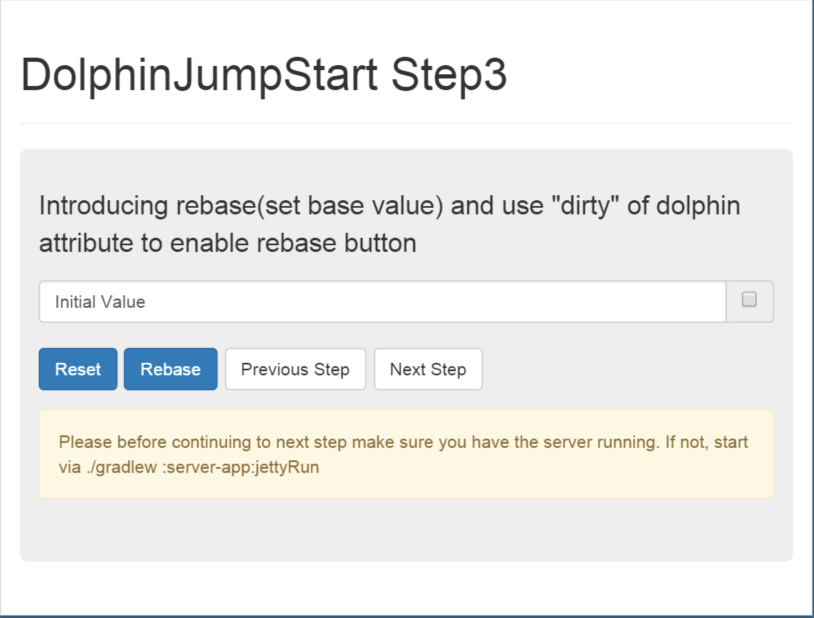 DolphinJumpStart Step3
Introducing rebase(set base value) and use "dirty" of dolphin
attribute to enable rebase button
Initial Value
Reset Rebase Previous Step Next Step
Please before continuing to next step make sure you have the server running. If not, start
via ./gradlew :server-app:jettyRun